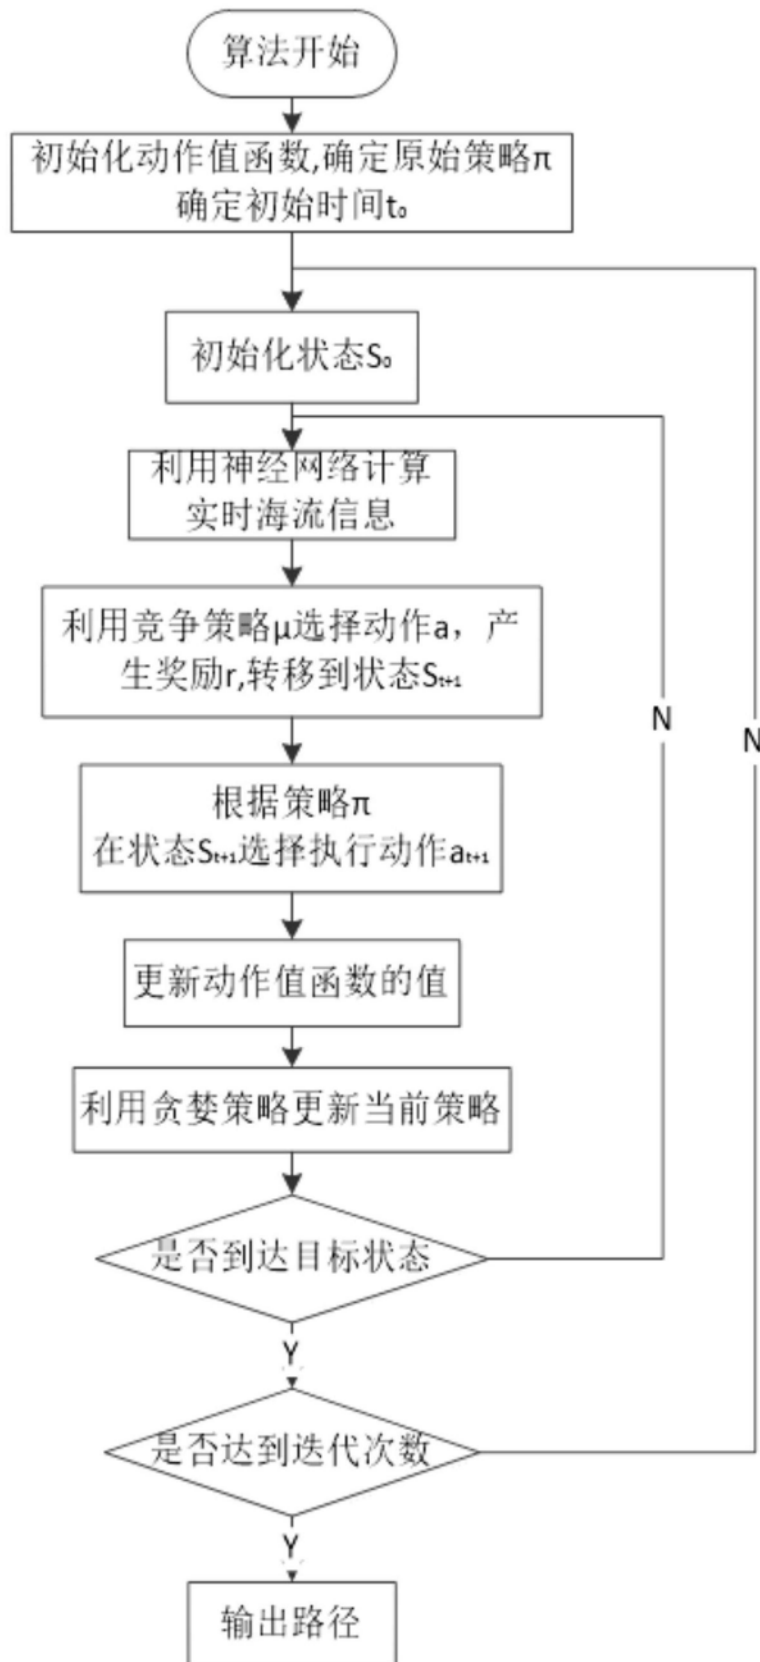 算法开始
初始化动作值函数,确定原始策略π
确定初始时间t₀
初始化状态S₀
利用神经网络计算
实时海流信息
利用竞争策略μ选择动作a，产
生奖励r,转移到状态Sₜ₊₁
根据策略π
在状态Sₜ₊₁选择执行动作aₜ₊₁
更新动作值函数的值
利用贪婪策略更新当前策略
是否到达目标状态
N
Y
是否达到迭代次数
N
Y
输出路径